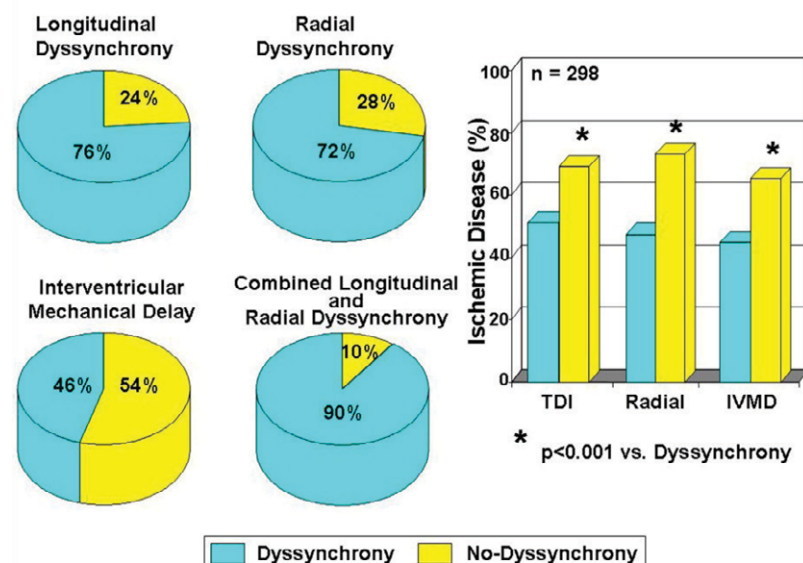 Longitudinal
Dyssynchrony
24%
76%
Radial
Dyssynchrony
28%
72%
Interventricular
Mechanical Delay
46%
54%
Combined Longitudinal
and
Radial Dyssynchrony
10%
90%
n = 298
Ischemic Disease (%)
100
80
60
40
20
0
*
*
*
TDI
Radial
IVMD
* p<0.001 vs. Dyssynchrony
Dyssynchrony
No-Dyssynchrony